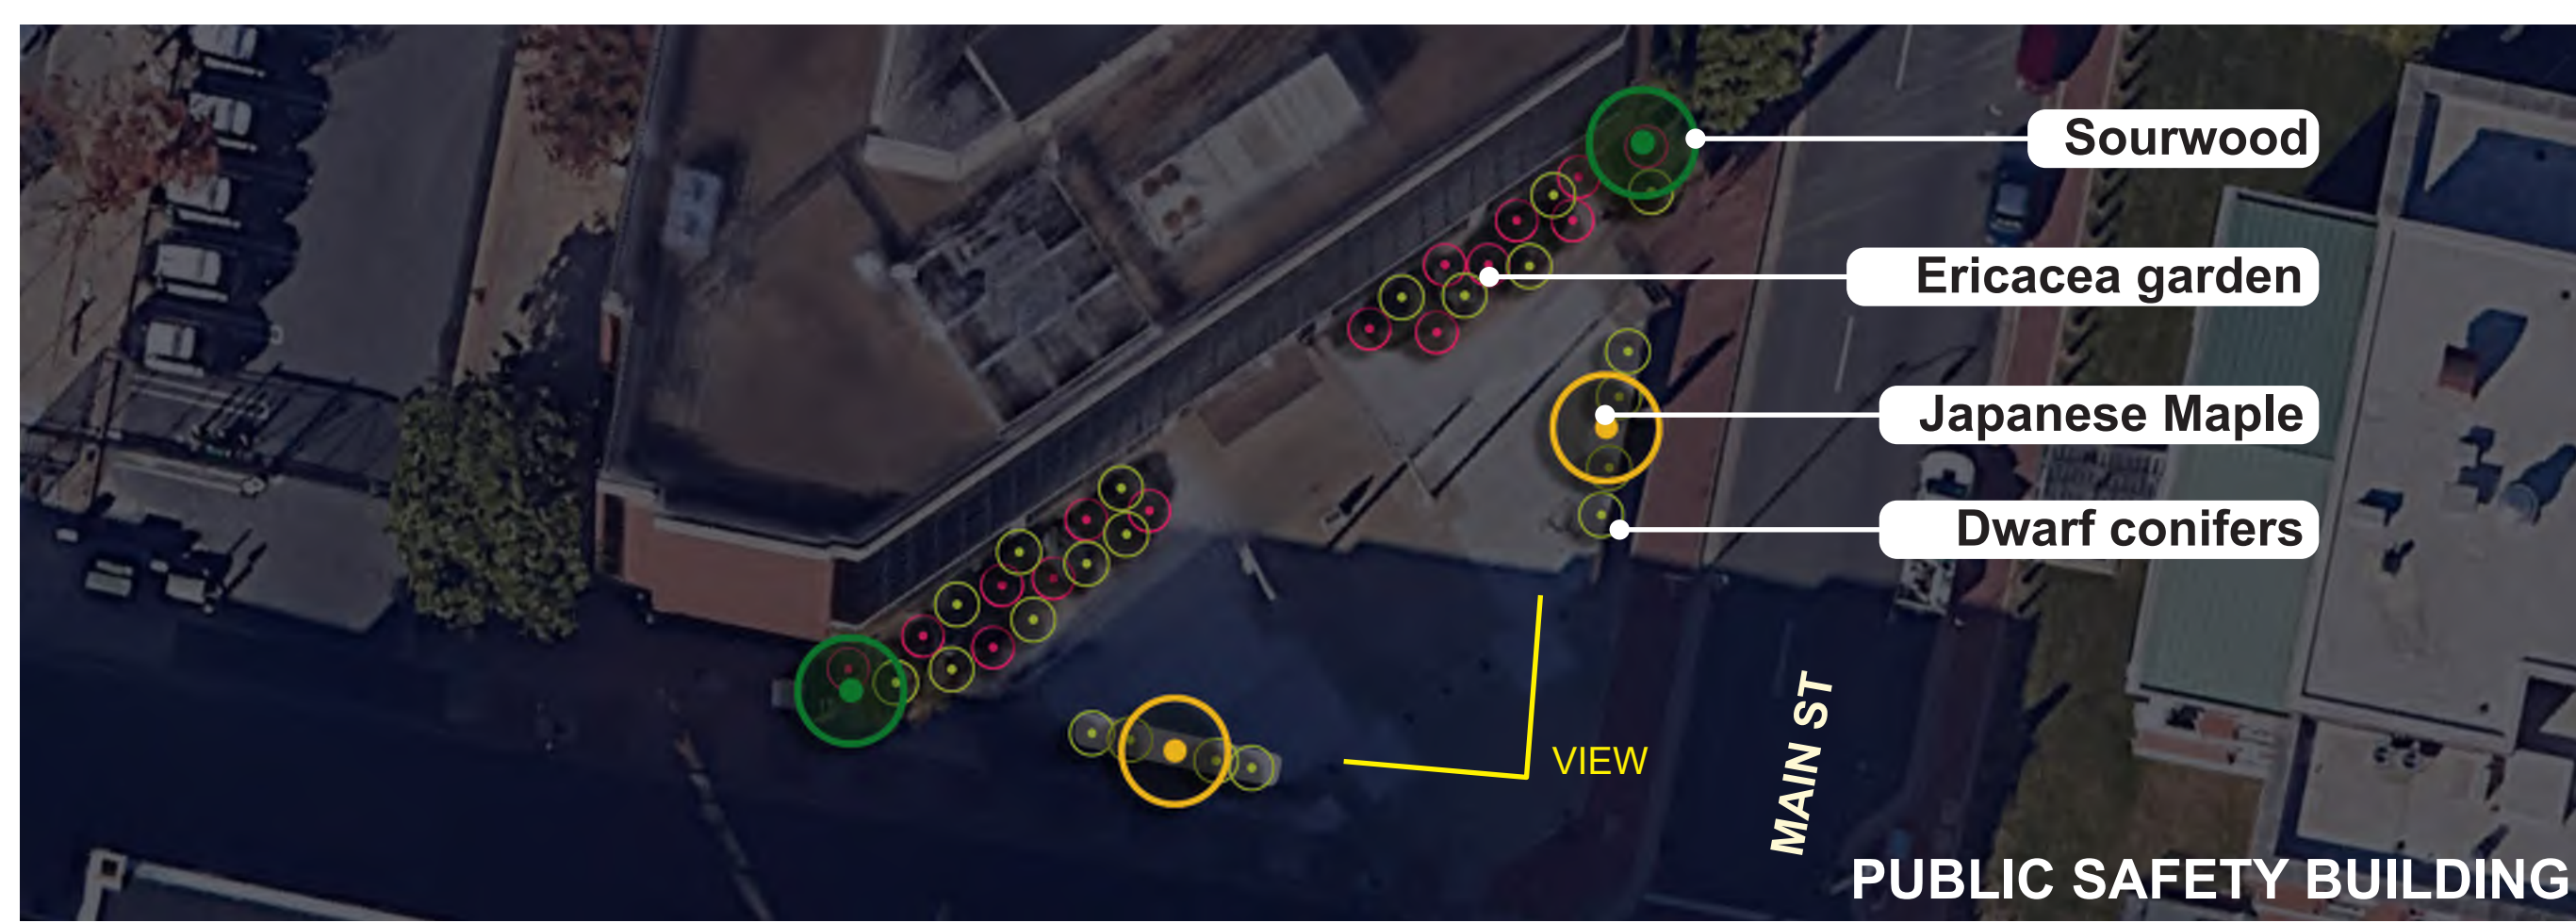 Sourwood
Ericacea garden
Japanese Maple
Dwarf conifers
VIEW
MAIN ST
PUBLIC SAFETY BUILDING